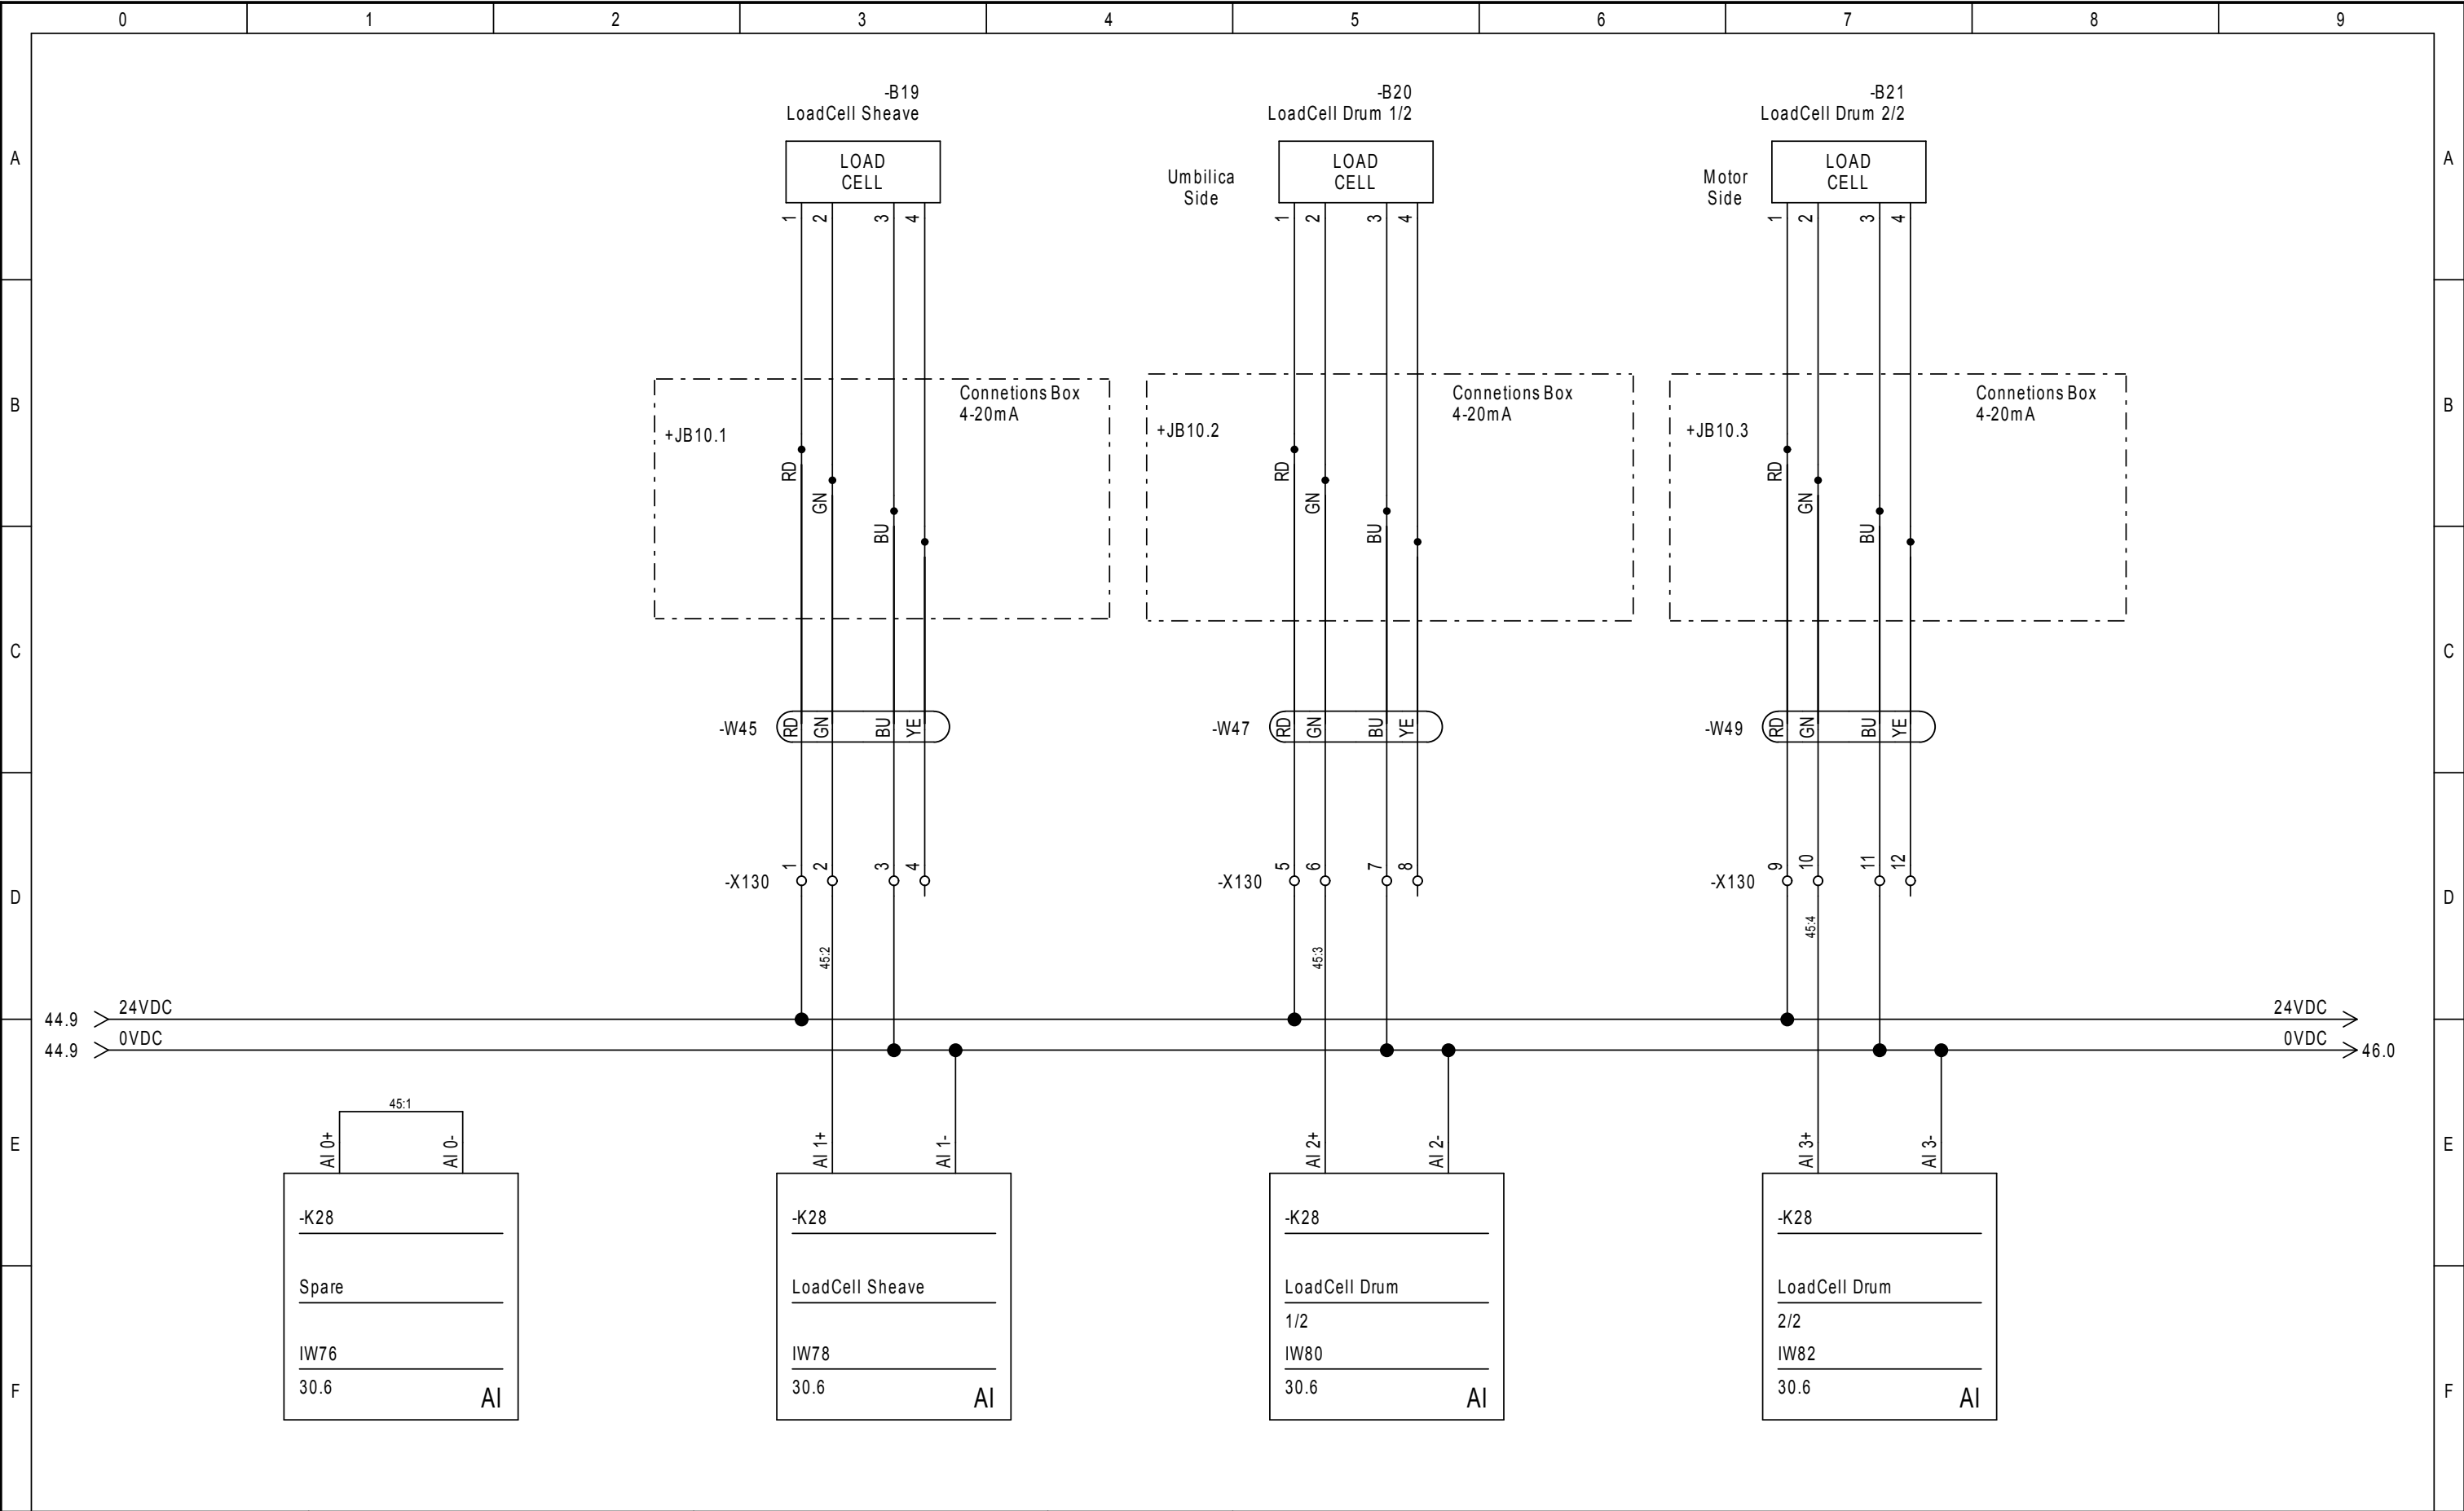 0 1 2 3 4 5 6 7 8 9
-B19
LoadCell Sheave
-B20
LoadCell Drum 1/2
-B21
LoadCell Drum 2/2
A
A
LOAD
CELL
Umbilica
Side
LOAD
CELL
Motor
Side
LOAD
CELL
1 2 3 4
1 2 3 4
1 2 3 4
B
B
+JB10.1
Connetions Box
4-20mA
+JB10.2
Connetions Box
4-20mA
+JB10.3
Connetions Box
4-20mA
RD GN BU
RD GN BU
RD GN BU
C
C
-W45 RD GN BU YE
-W47 RD GN BU YE
-W49 RD GN BU YE
D
D
-X130 1 2 3 4
-X130 5 6 7 8
-X130 9 10 11 12
45:2
45:3
45:4
44.9 24VDC
24VDC
44.9 0VDC
0VDC 46.0
E
E
45:1
AI 0+ AI 0-
AI 1+ AI 1-
AI 2+ AI 2-
AI 3+ AI 3-
F
F
-K28
Spare
IW76
30.6 AI
-K28
LoadCell Sheave
IW78
30.6 AI
-K28
LoadCell Drum
1/2
IW80
30.6 AI
-K28
LoadCell Drum
2/2
IW82
30.6 AI